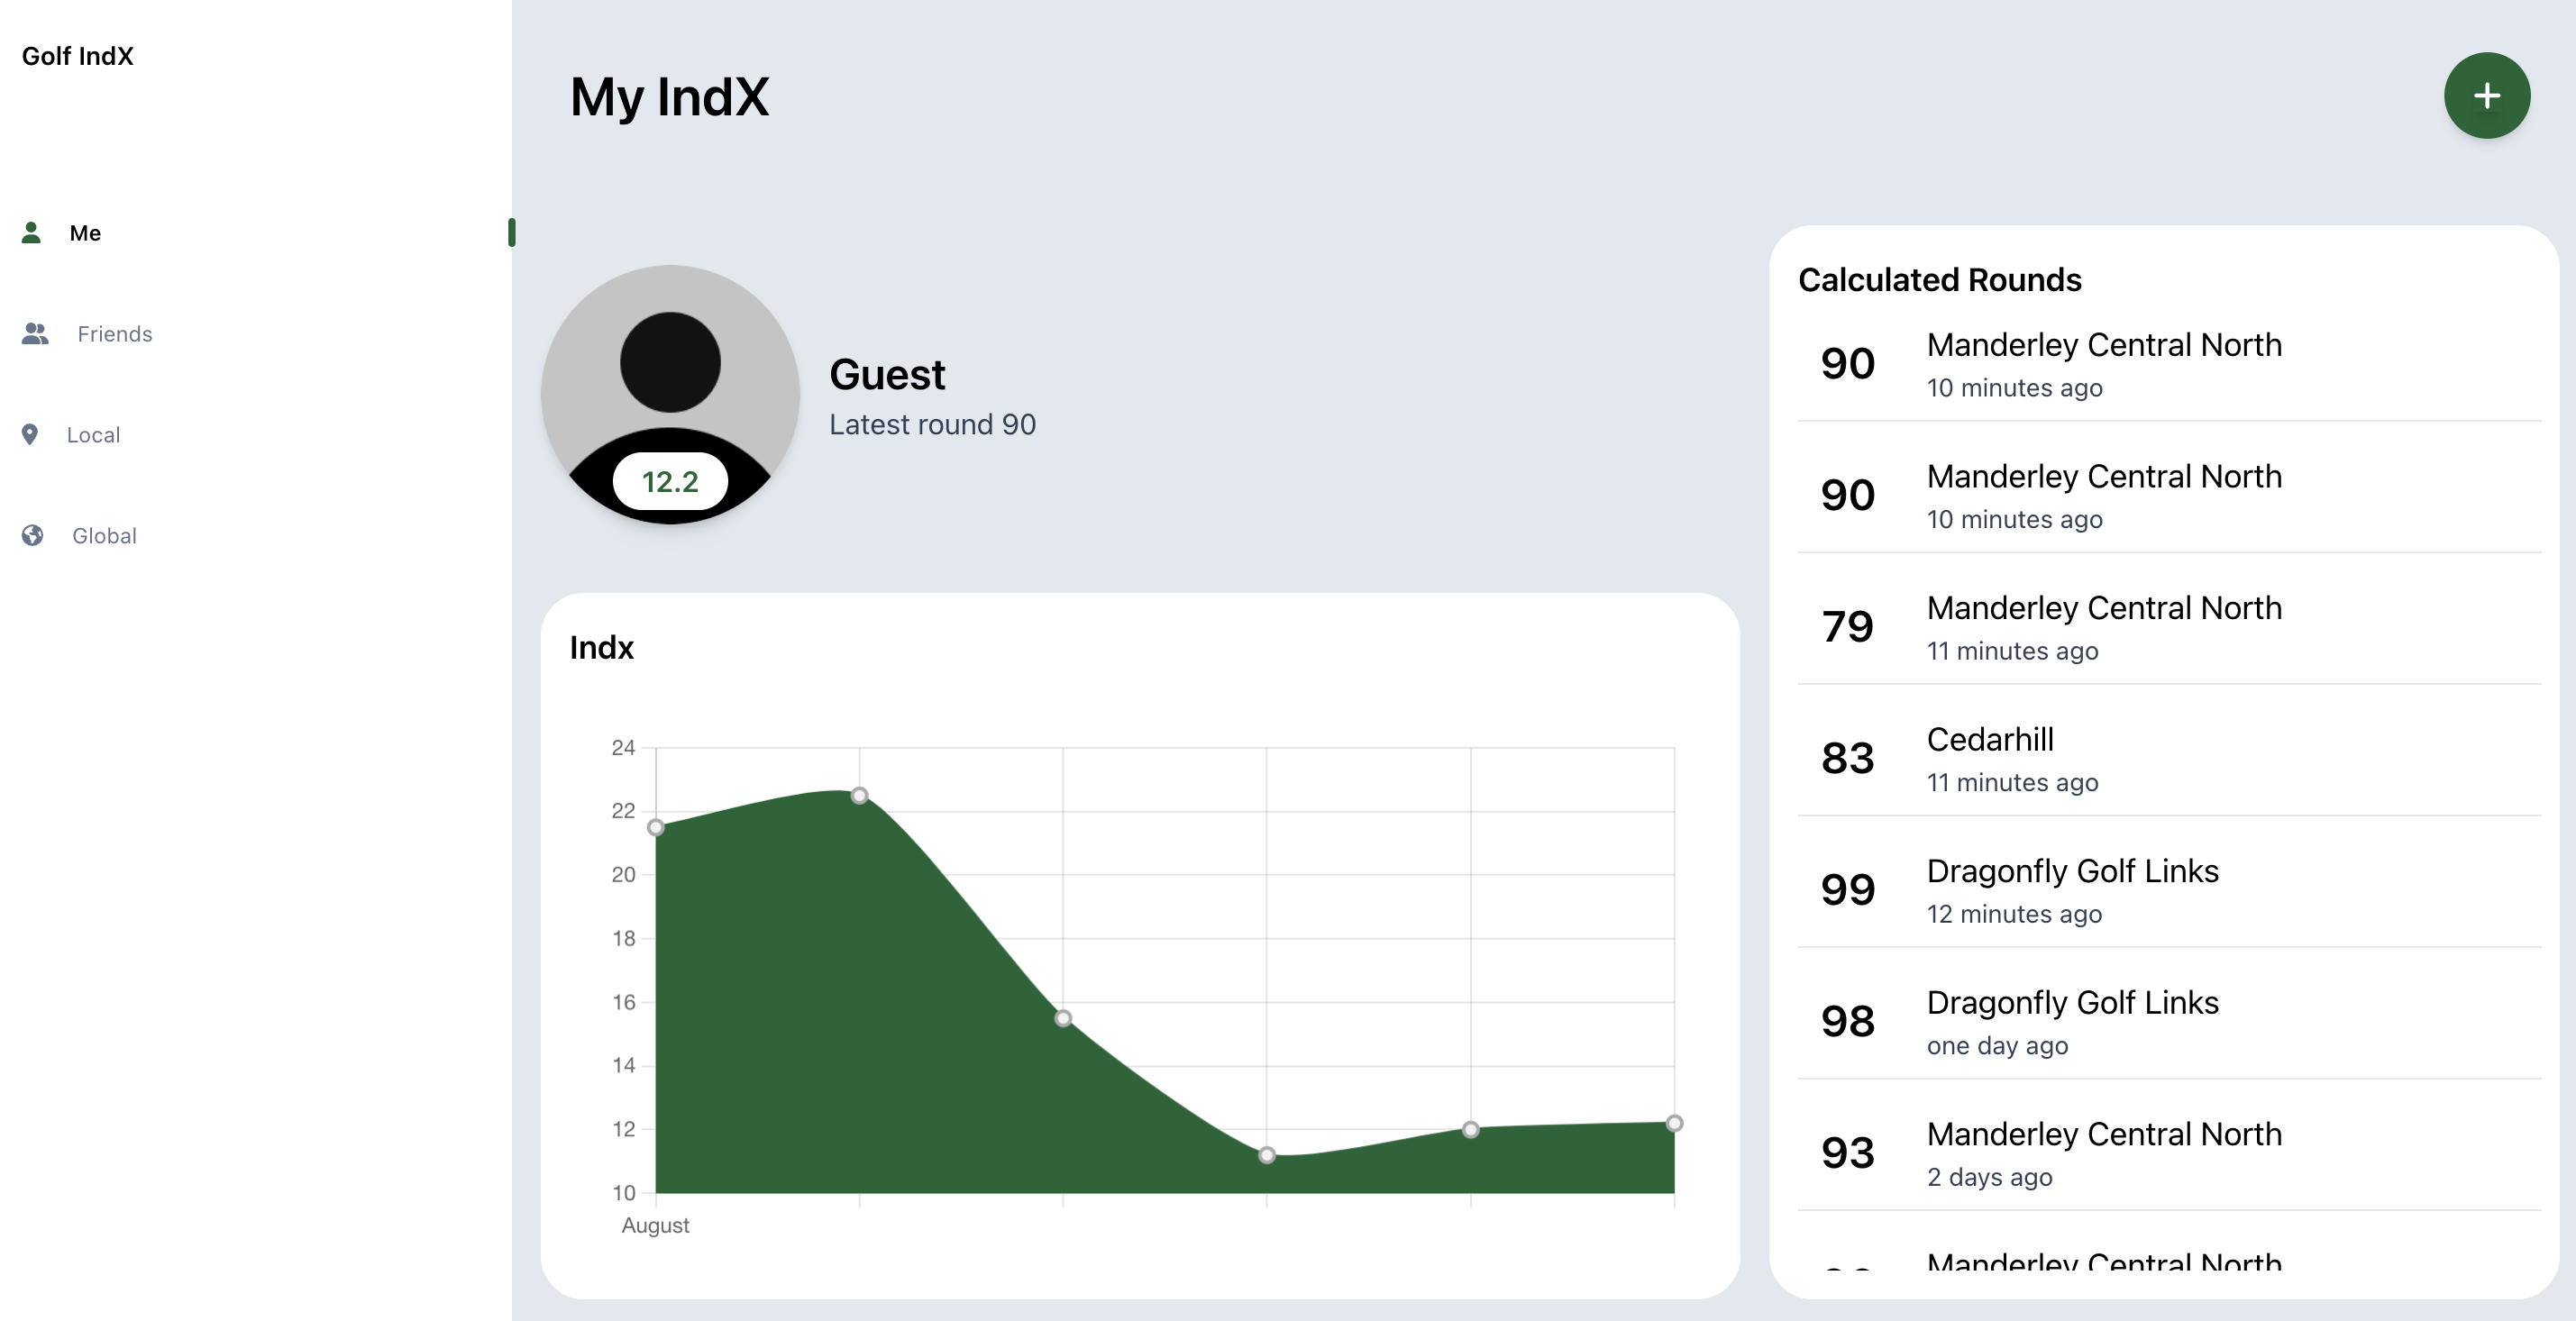 Golf IndX
Me
Friends
Local
Global
My IndX
+
Guest
Latest round 90
12.2
Indx
24
22
20
18
16
14
12
10
August
Calculated Rounds
90
Manderley Central North
10 minutes ago
90
Manderley Central North
10 minutes ago
79
Manderley Central North
11 minutes ago
83
Cedarhill
11 minutes ago
99
Dragonfly Golf Links
12 minutes ago
98
Dragonfly Golf Links
one day ago
93
Manderley Central North
2 days ago
Manderley Central North